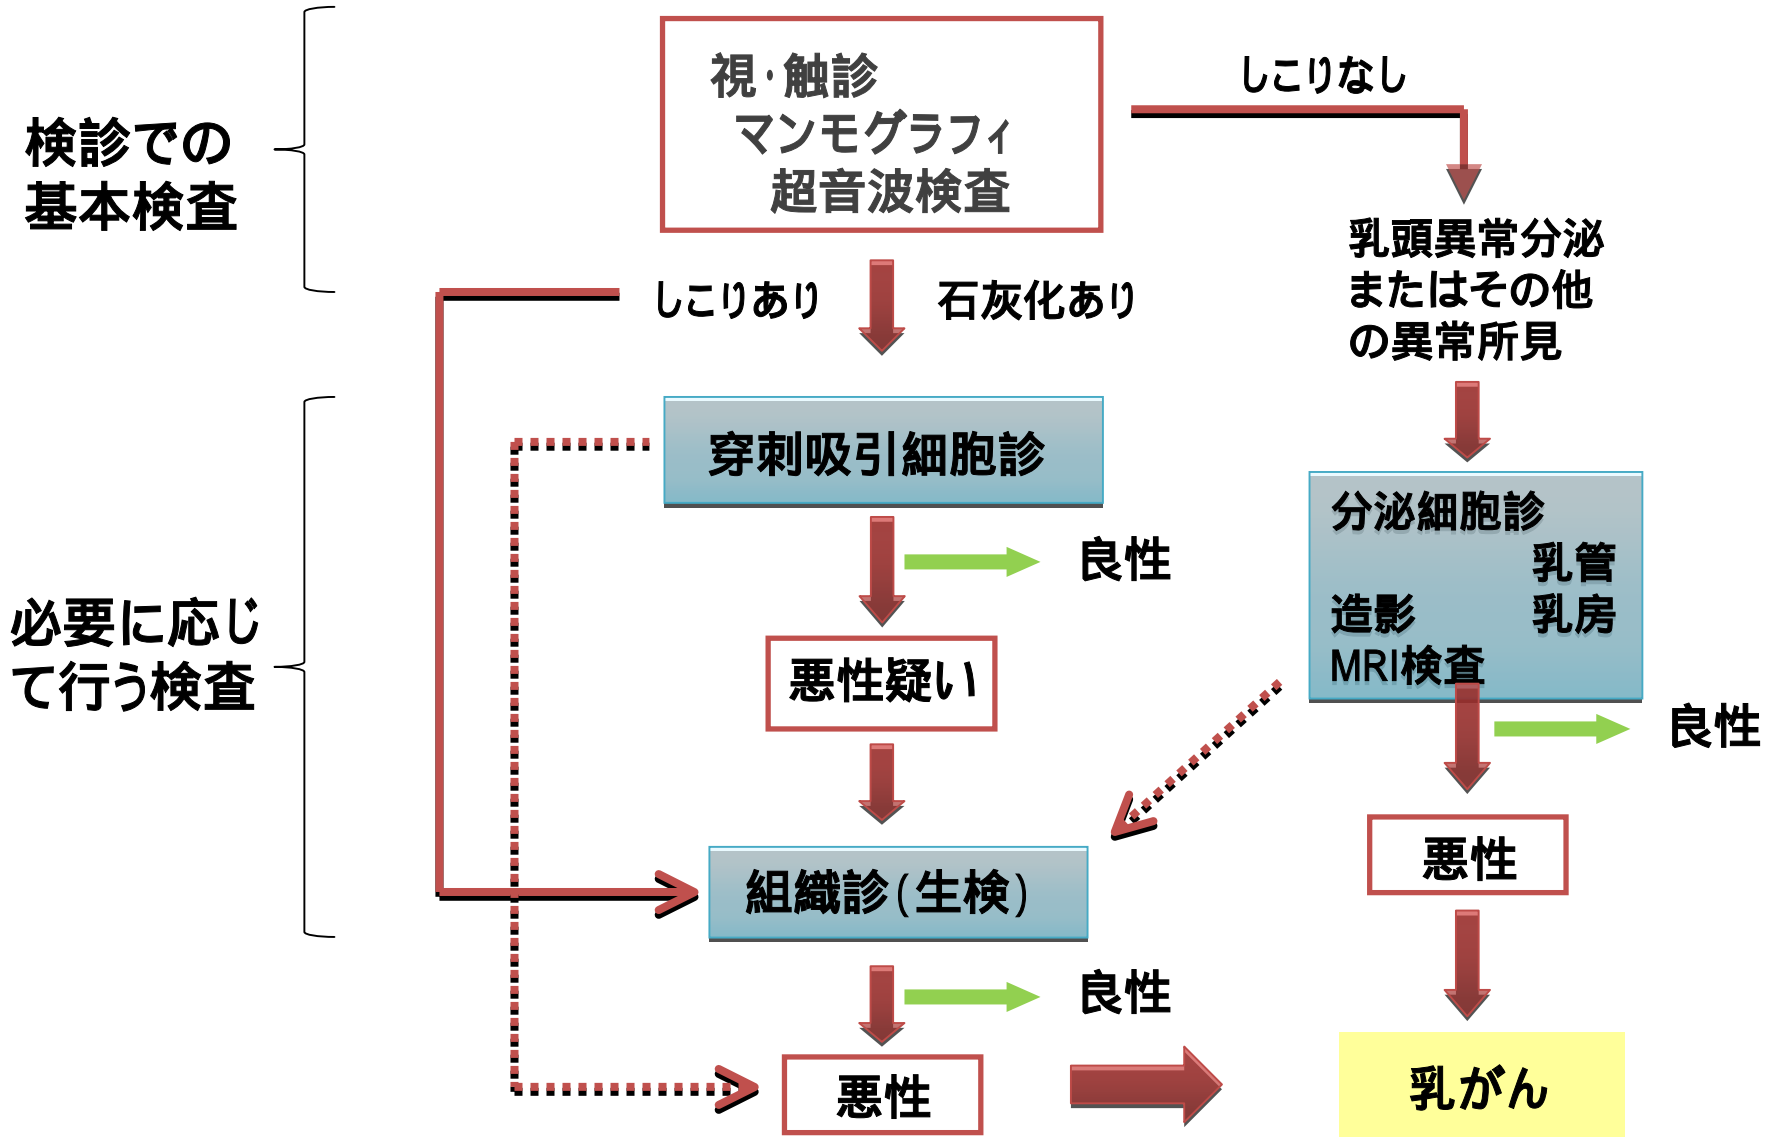 検診での
基本検査
視・触診
マンモグラフィ
超音波検査
しこりなし
しこりあり
石灰化あり
乳頭異常分泌
またはその他
の異常所見
必要に応じ
て行う検査
穿刺吸引細胞診
良性
悪性疑い
組織診(生検)
良性
悪性
分泌細胞診
乳管
造影 乳房
MRI検査
良性
悪性
乳がん